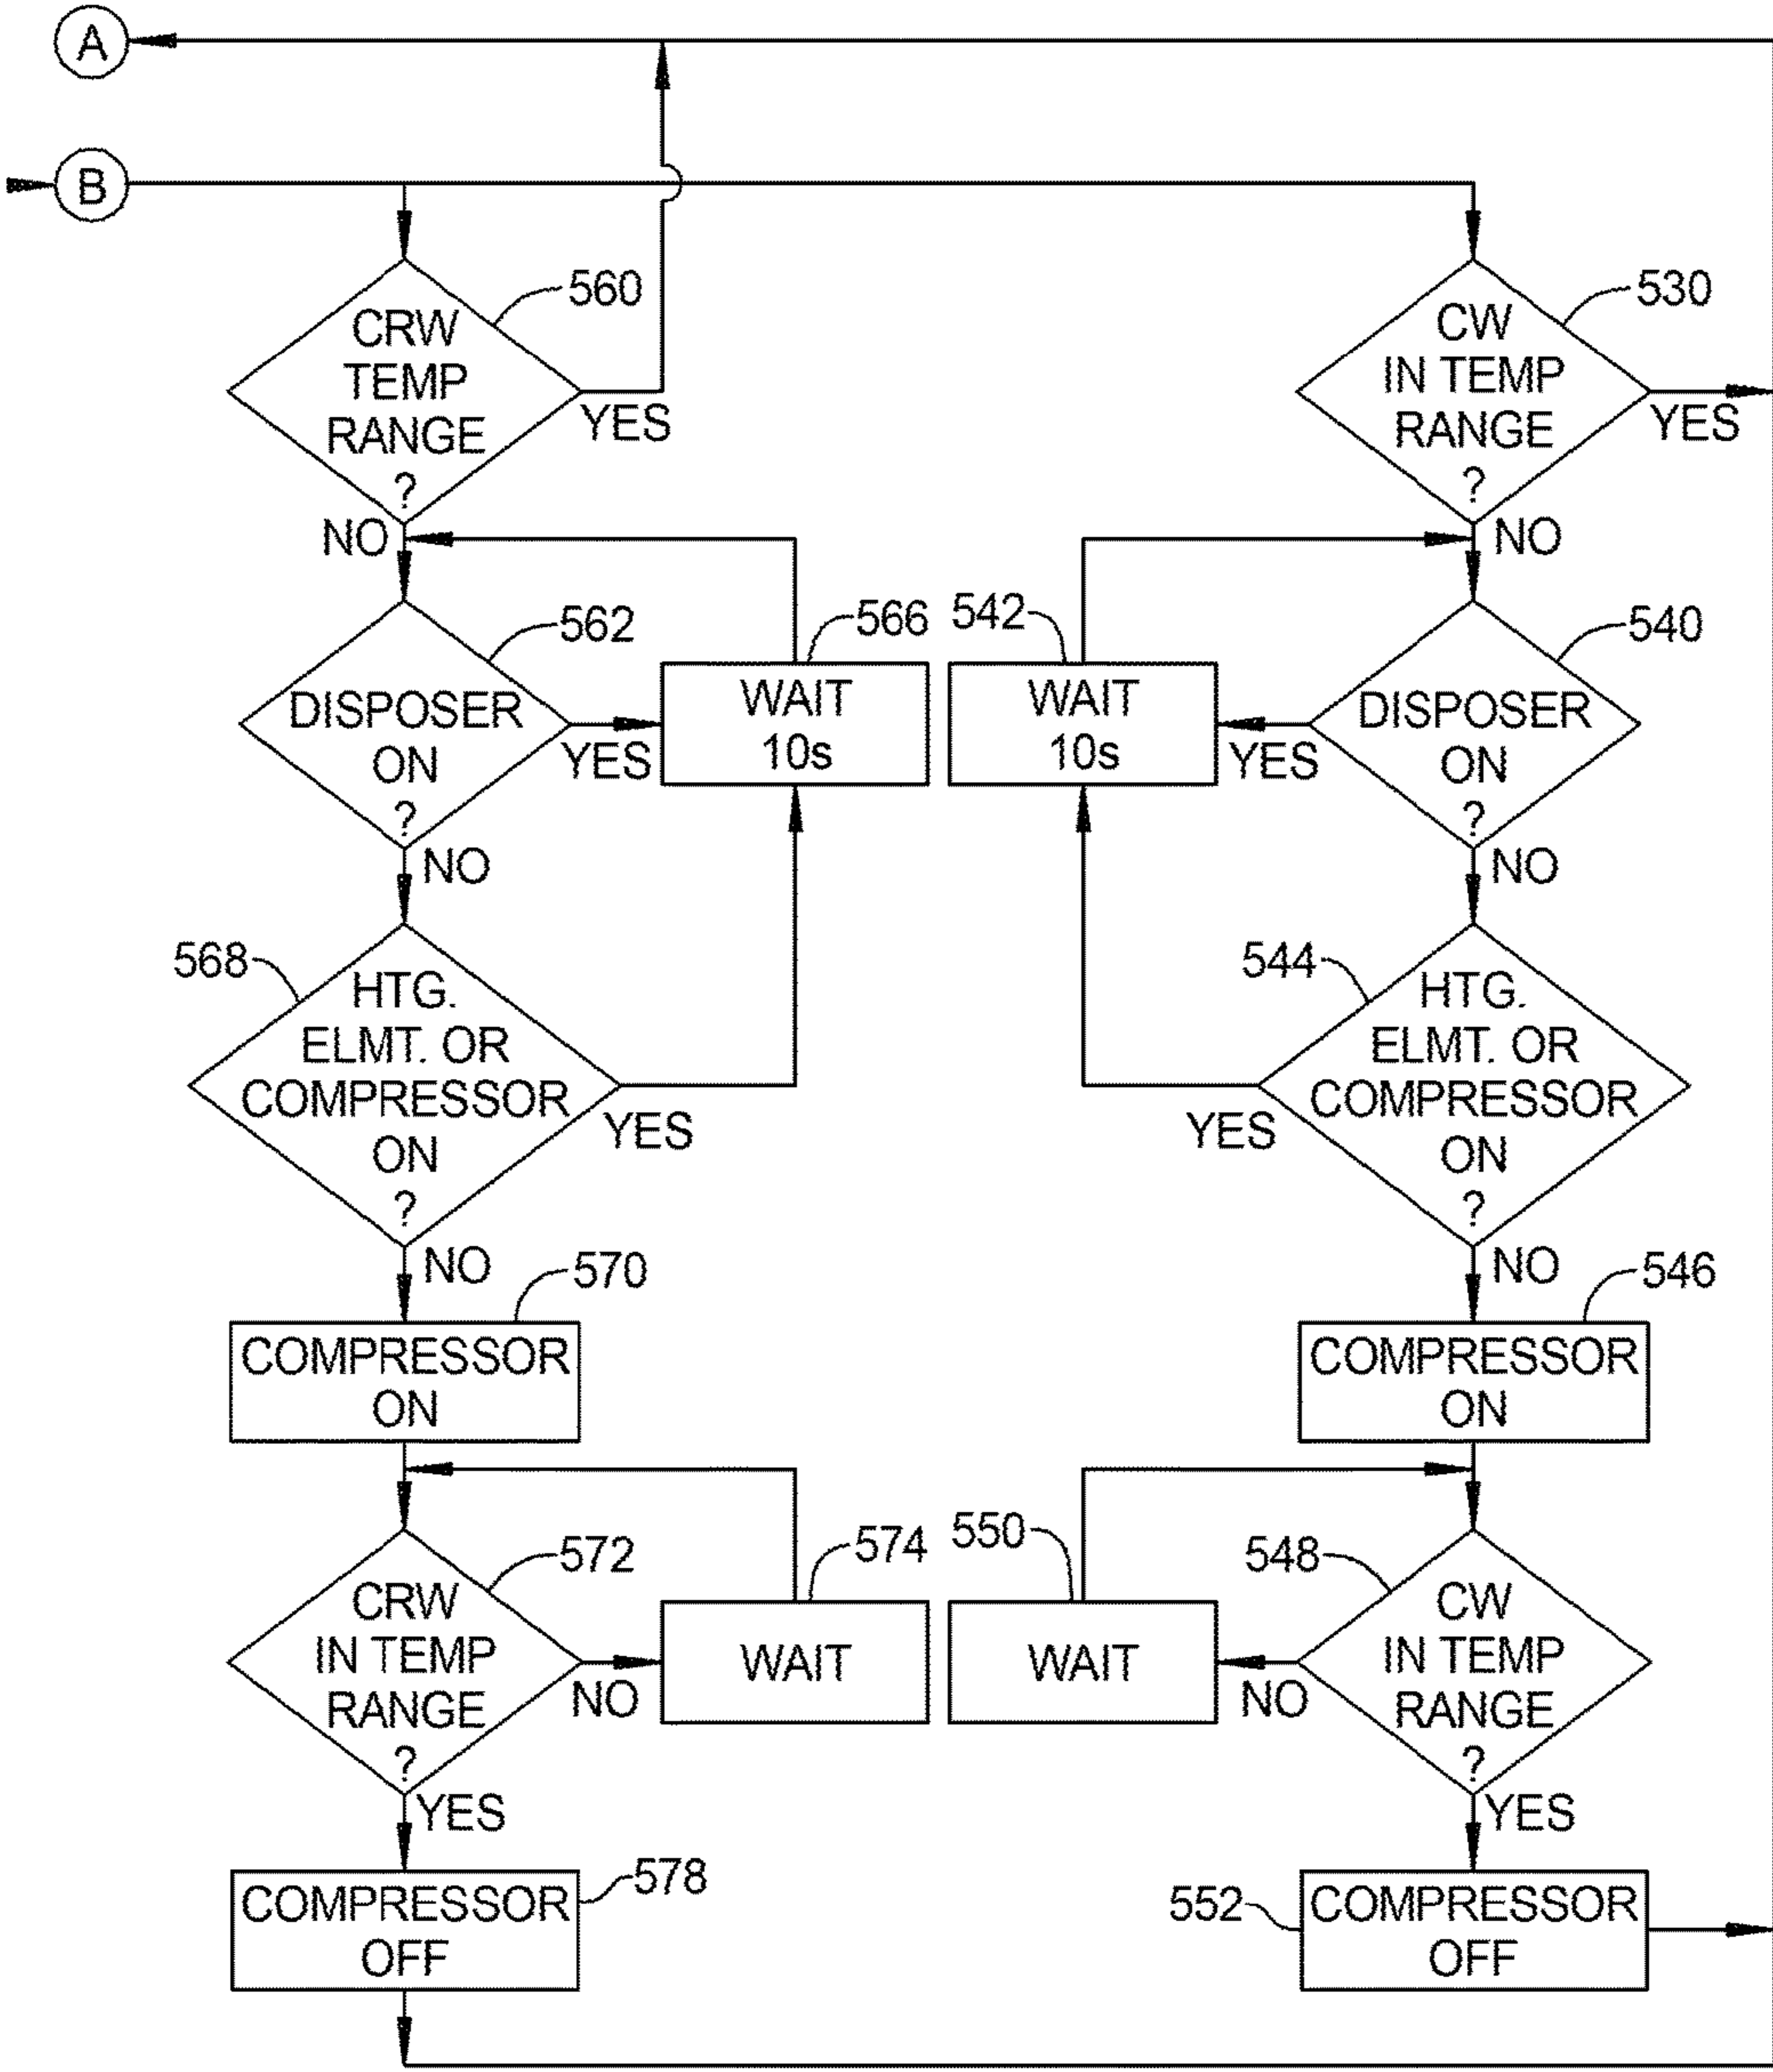 A
B
560
CRW
TEMP
RANGE
?
YES
NO
530
CW
IN TEMP
RANGE
?
YES
NO
562
DISPOSER
ON
?
YES
NO
566
WAIT
10s
542
WAIT
10s
540
DISPOSER
ON
?
YES
NO
568
HTG.
ELMT. OR
COMPRESSOR
ON
?
YES
NO
544
HTG.
ELMT. OR
COMPRESSOR
ON
?
YES
NO
570
COMPRESSOR
ON
546
COMPRESSOR
ON
572
CRW
IN TEMP
RANGE
?
NO
YES
574
WAIT
550
WAIT
548
CW
IN TEMP
RANGE
?
NO
YES
578
COMPRESSOR
OFF
552
COMPRESSOR
OFF